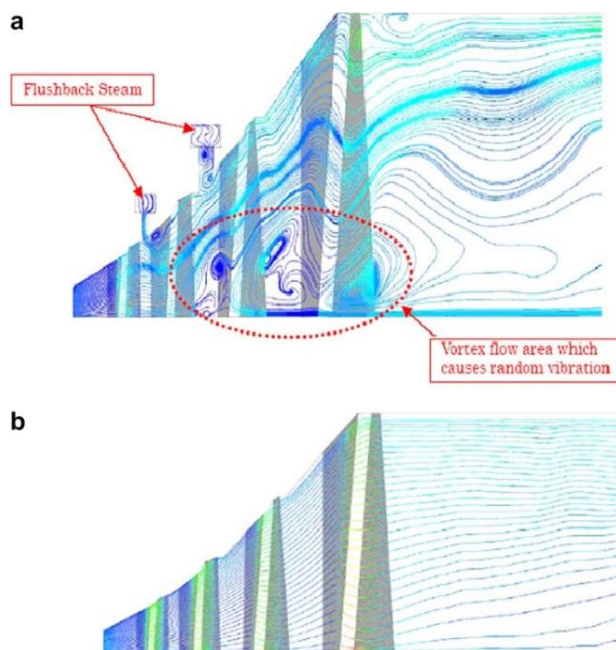 a
Flushback Steam
Vortex flow area which
causes random vibration
b